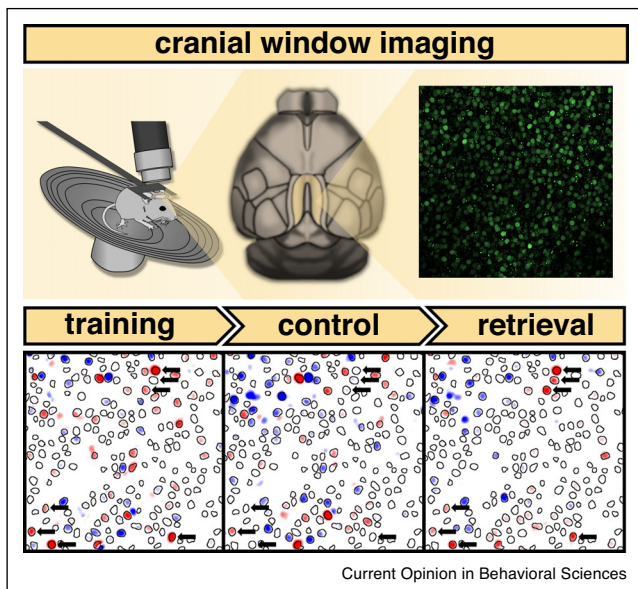 cranial window imaging
training
control
retrieval
Current Opinion in Behavioral Sciences